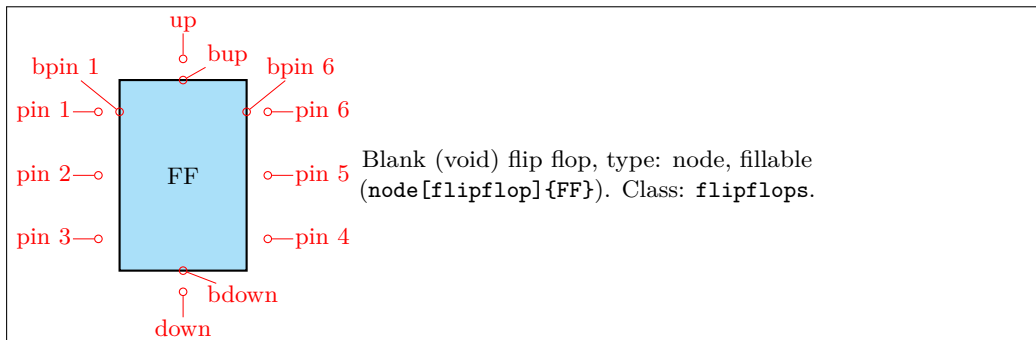 up
bup
bpin 1
bpin 6
pin 1
pin 6
Blank (void) flip flop, type: node, fillable
pin 2
FF
pin 5
(node[flipflop]{FF}). Class: flipflops.
pin 3
pin 4
bdown
down